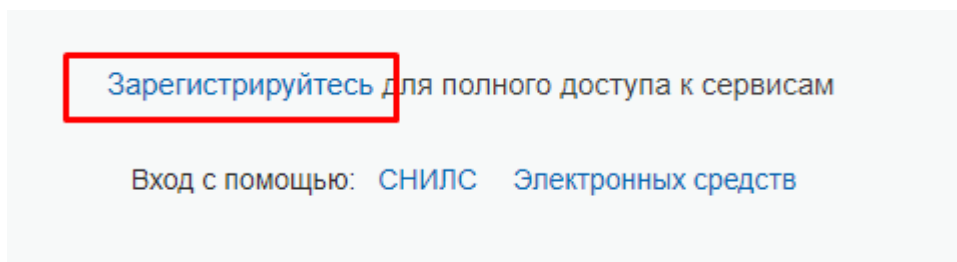 Зарегистрируйтесь для полного доступа к сервисам
Вход с помощью: СНИЛС Электронных средств